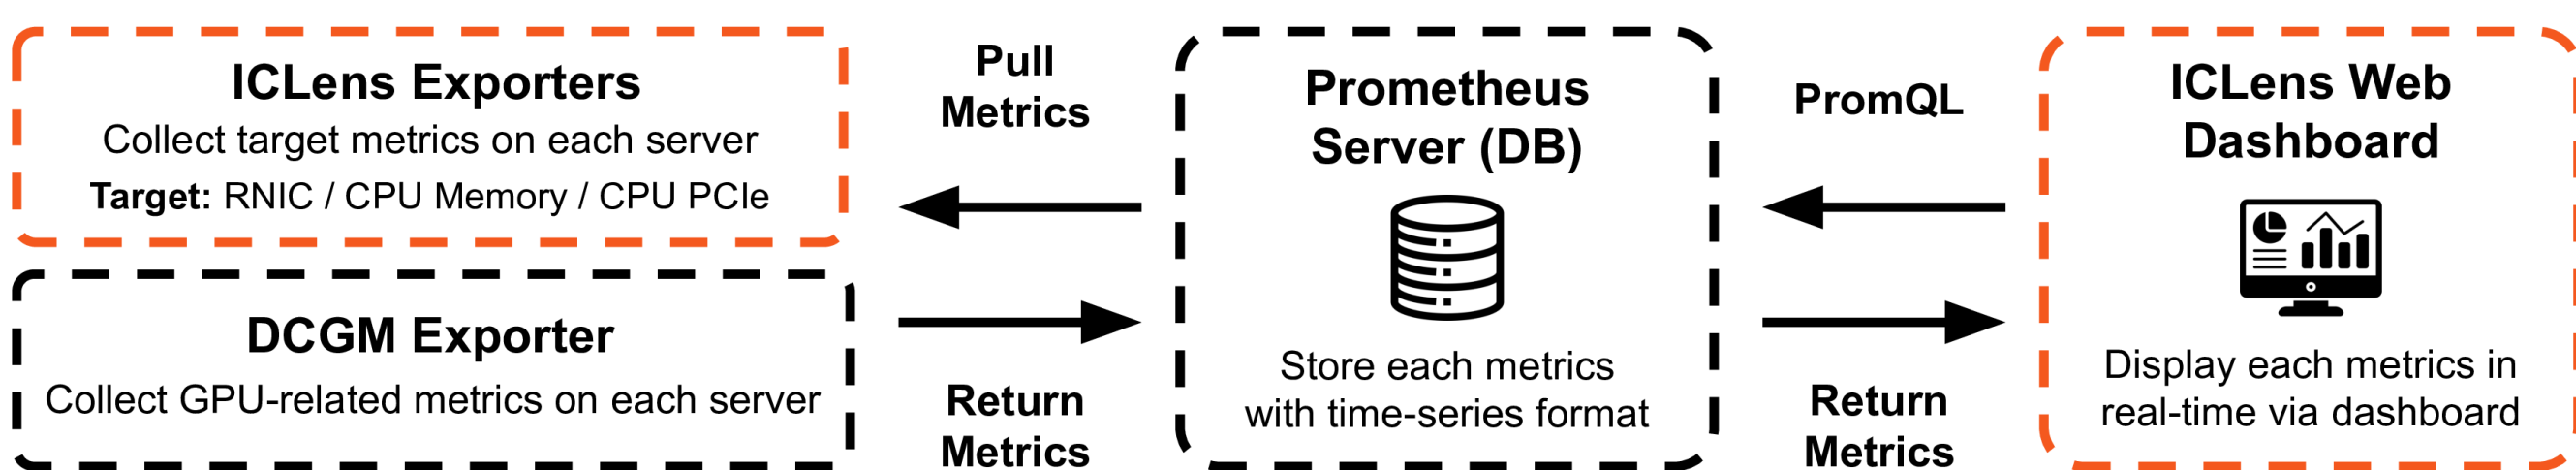 ICLens Exporters
Collect target metrics on each server
Target: RNIC / CPU Memory / CPU PCIe
DCGM Exporter
Collect GPU-related metrics on each server
Pull
Metrics
Return
Metrics
Prometheus
Server (DB)
Store each metrics
with time-series format
PromQL
Return
Metrics
ICLens Web
Dashboard
Display each metrics in
real-time via dashboard